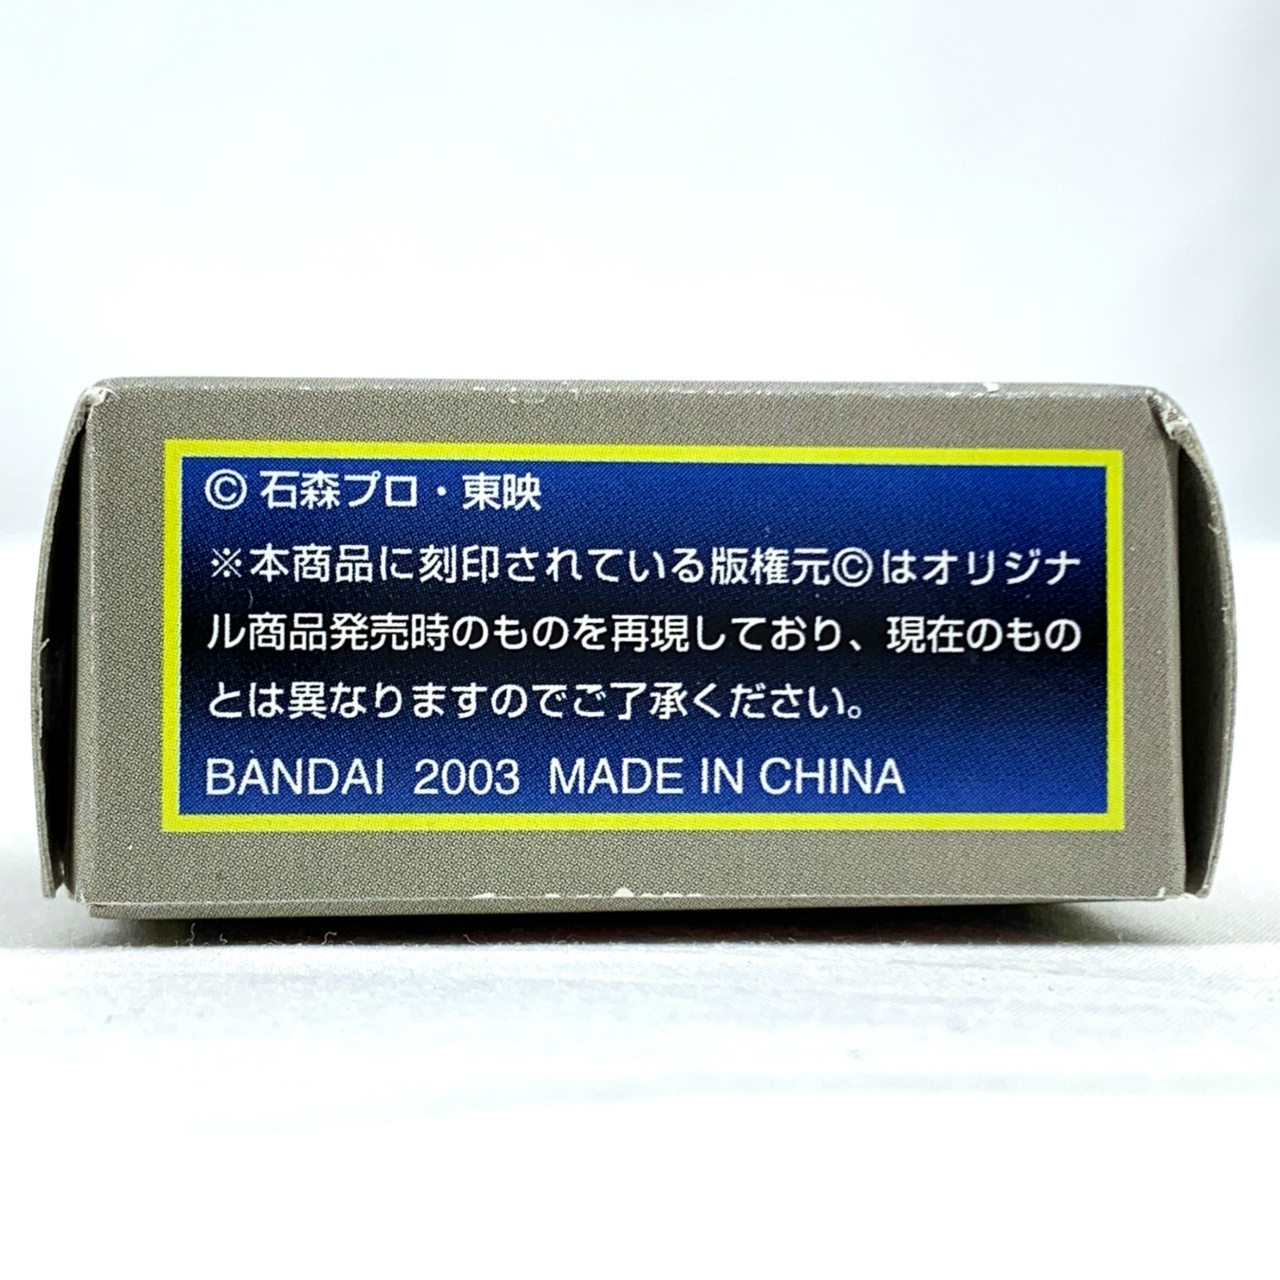 © 石森プロ・東映
※本商品に刻印されている版権元©はオリジナ
ル商品発売時のものを再現しており、現在のもの
とは異なりますのでご了承ください。
BANDAI 2003 MADE IN CHINA